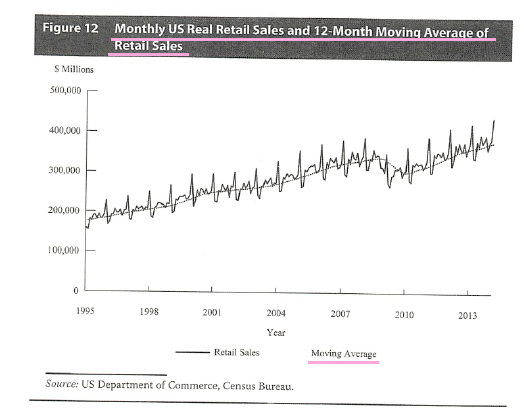 Figure 12 Monthly US Real Retail Sales and 12-Month Moving Average of
Retail Sales
$ Millions
500,000
400,000
300,000
200,000
100,000
0
1995 1998 2001 2004 2007 2010 2013
Year
Retail Sales Moving Average
Source: US Department of Commerce, Census Bureau.